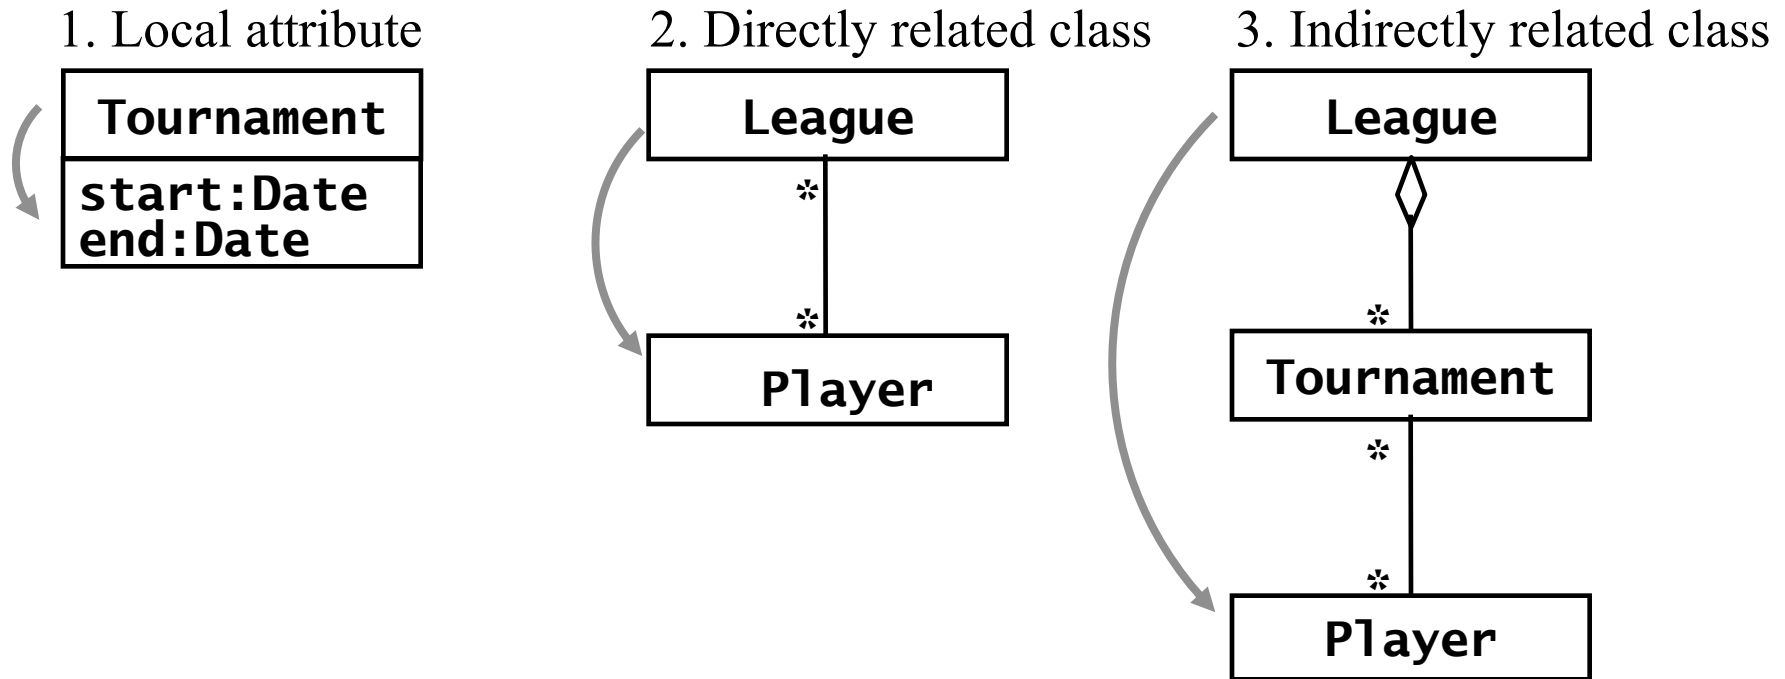 1. Local attribute
Tournament
start:Date
end:Date
2. Directly related class
League
*
*
Player
3. Indirectly related class
League
*
Tournament
*
*
Player